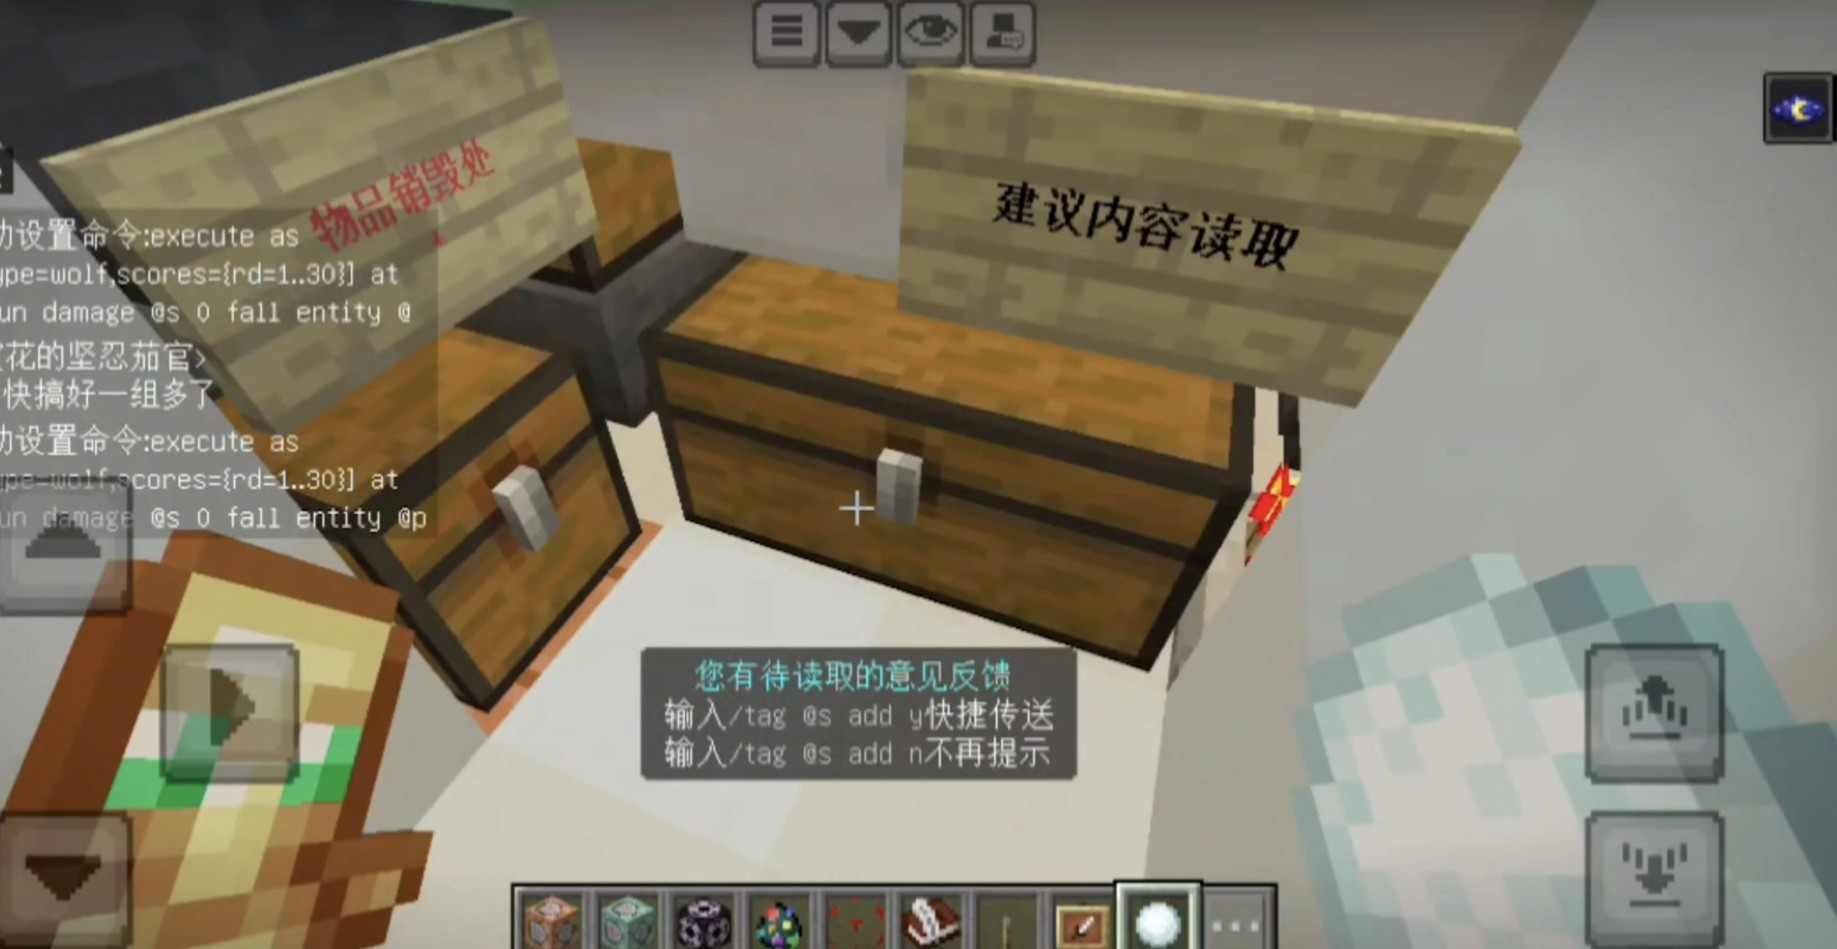 物品销毁处
建议内容读取
动设置命令:execute as
ype=wolf,scores={rd=1..30}] at
un damage @s 0 fall entity @
花的坚忍茄官>
快搞好一组多了
动设置命令:execute as
ype=wolf,scores={rd=1..30}] at
un damage @s 0 fall entity @p
您有待读取的意见反馈
输入/tag @s add y快捷传送
输入/tag @s add n不再提示